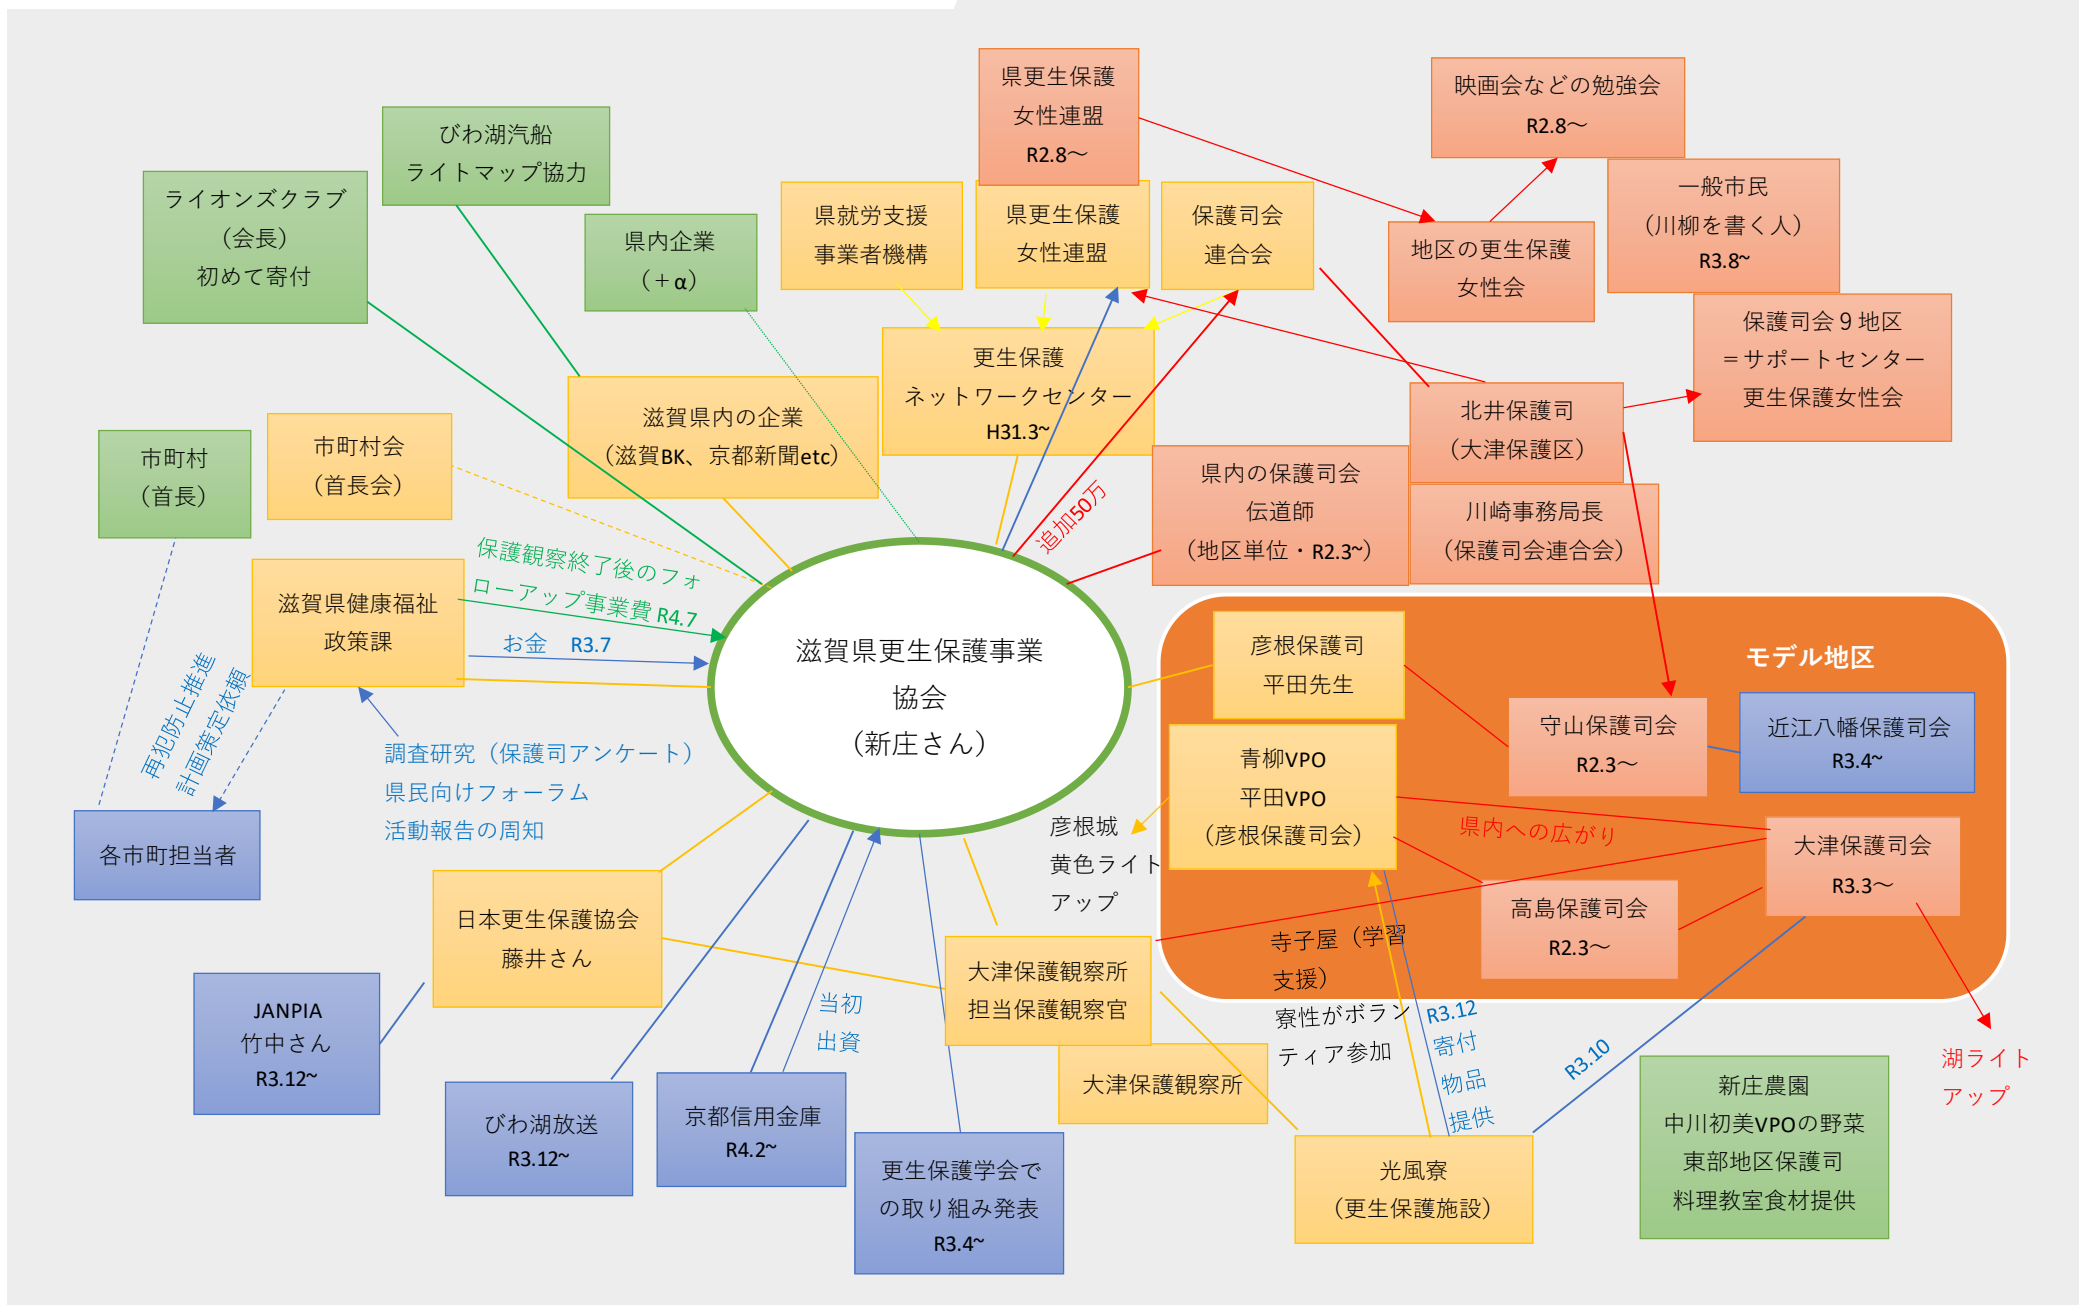 県更生保護
女性連盟
R2.8～
映画会などの勉強会
R2.8～
びわ湖汽船
ライトマップ協力
ライオンズクラブ
（会長）
初めて寄付
県内企業
（＋α）
県就労支援
事業者機構
県更生保護
女性連盟
保護司会
連合会
地区の更生保護
女性会
一般市民
（川柳を書く人）
R3.8~
保護司会９地区
＝サポートセンター
更生保護女性会
更生保護
ネットワークセンター
H31.3~
滋賀県内の企業
（滋賀BK、京都新聞etc）
市町村会
（首長会）
市町村
（首長）
北井保護司
（大津保護区）
県内の保護司会
伝道師
（地区単位・R2.3~）
川崎事務局長
（保護司会連合会）
追加50万
保護観察終了後のフォ
ローアップ事業費 R4.7
滋賀県健康福祉
政策課
お金　R3.7
滋賀県更生保護事業
協会
（新庄さん）
モデル地区
彦根保護司
平田先生
守山保護司会
R2.3～
近江八幡保護司会
R3.4~
青柳VPO
平田VPO
（彦根保護司会）
県内への広がり
大津保護司会
R3.3～
高島保護司会
R2.3～
再犯防止推進
計画策定依頼
調査研究（保護司アンケート）
県民向けフォーラム
活動報告の周知
各市町担当者
彦根城
黄色ライト
アップ
日本更生保護協会
藤井さん
大津保護観察所
担当保護観察官
大津保護観察所
寺子屋（学習
支援）
寮性がボラン
ティア参加
R3.12
寄付
物品
提供
R3.10
湖ライト
アップ
JANPIA
竹中さん
R3.12~
当初
出資
びわ湖放送
R3.12~
京都信用金庫
R4.2~
更生保護学会で
の取り組み発表
R3.4~
光風寮
（更生保護施設）
新庄農園
中川初美VPOの野菜
東部地区保護司
料理教室食材提供